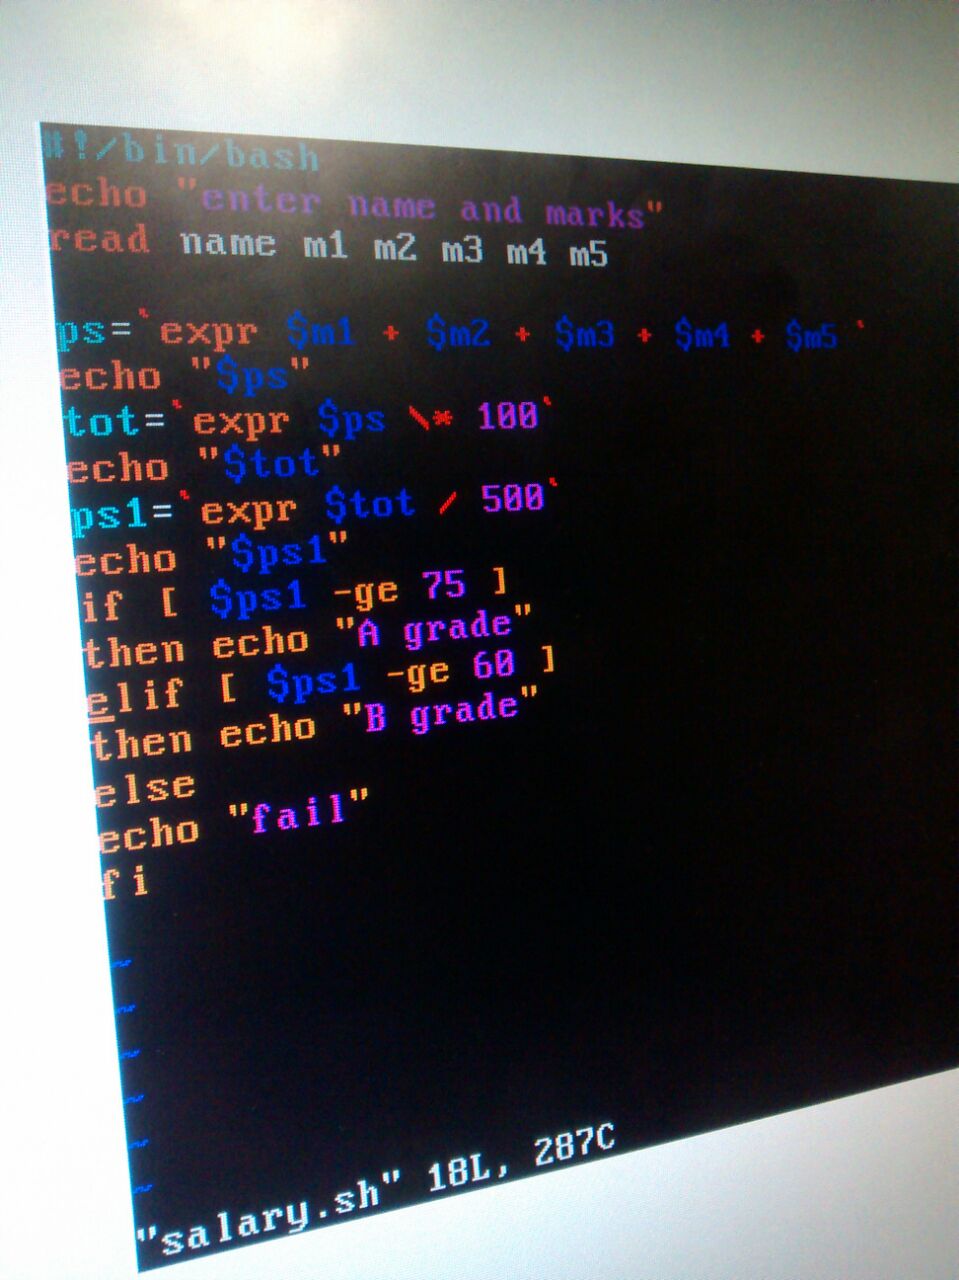 #!/bin/bash
echo "enter name and marks"
read name m1 m2 m3 m4 m5
ps=`expr $m1 + $m2 + $m3 + $m4 + $m5 `
echo "$ps"
tot=`expr $ps \* 100`
echo "$tot"
ps1=`expr $tot / 500`
echo "$ps1"
if [ $ps1 -ge 75 ]
then echo "A grade"
elif [ $ps1 -ge 60 ]
then echo "B grade"
else
echo "fail"
fi
~
~
~
~
~
~
"salary.sh" 18L, 287C